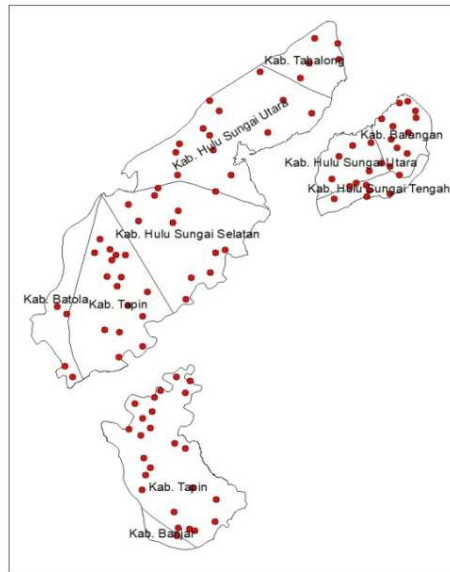 Kab. Tabalong
Kab. Hulu Sungai Utara
Kab. Balangan
Kab. Hulu Sungai Utara
Kab. Hulu Sungai Tengah
Kab. Hulu Sungai Selatan
Kab. Batola
Kab. Tapin
Kab. Tapin
Kab. Banjar